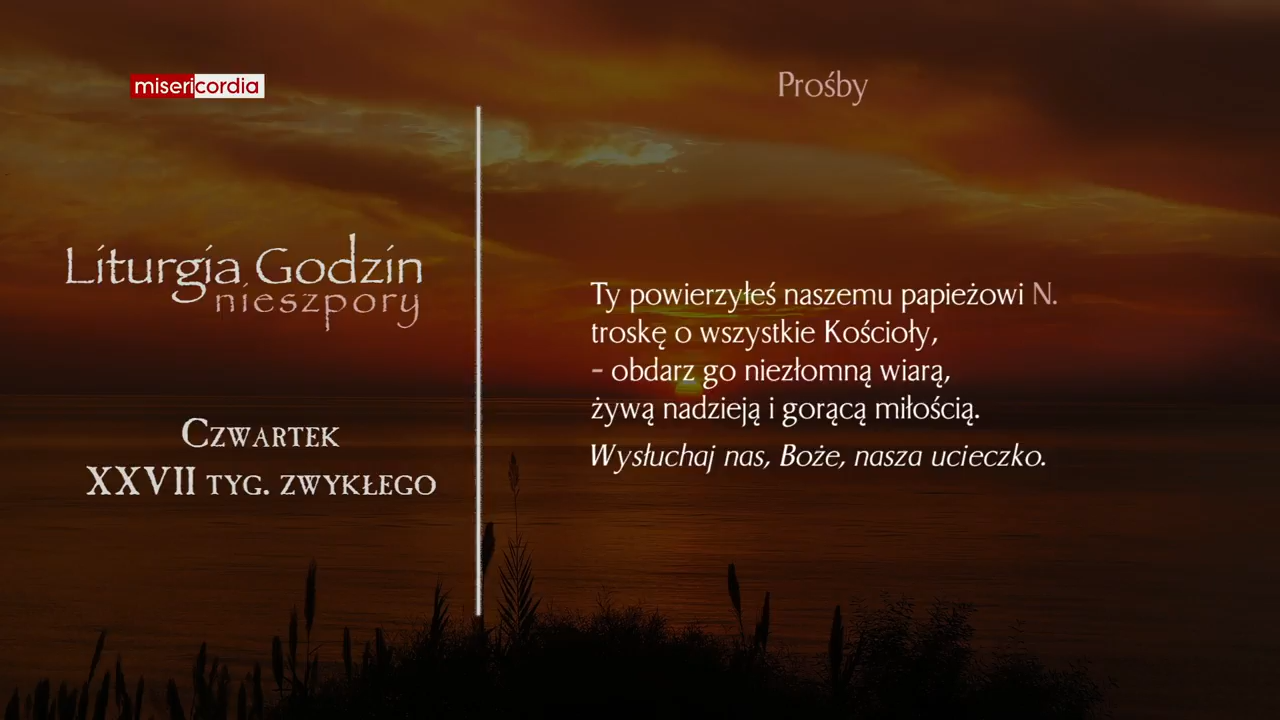 misericordia
Liturgia Godzin
nieszpory
Czwartek
XXVII tyg. zwykłego
Prośby
Ty powierzyłeś naszemu papieżowi N.
troskę o wszystkie Kościoły,
- obdarz go niezłomną wiarą,
żywą nadzieją i gorącą miłością.
Wysłuchaj nas, Boże, nasza ucieczko.